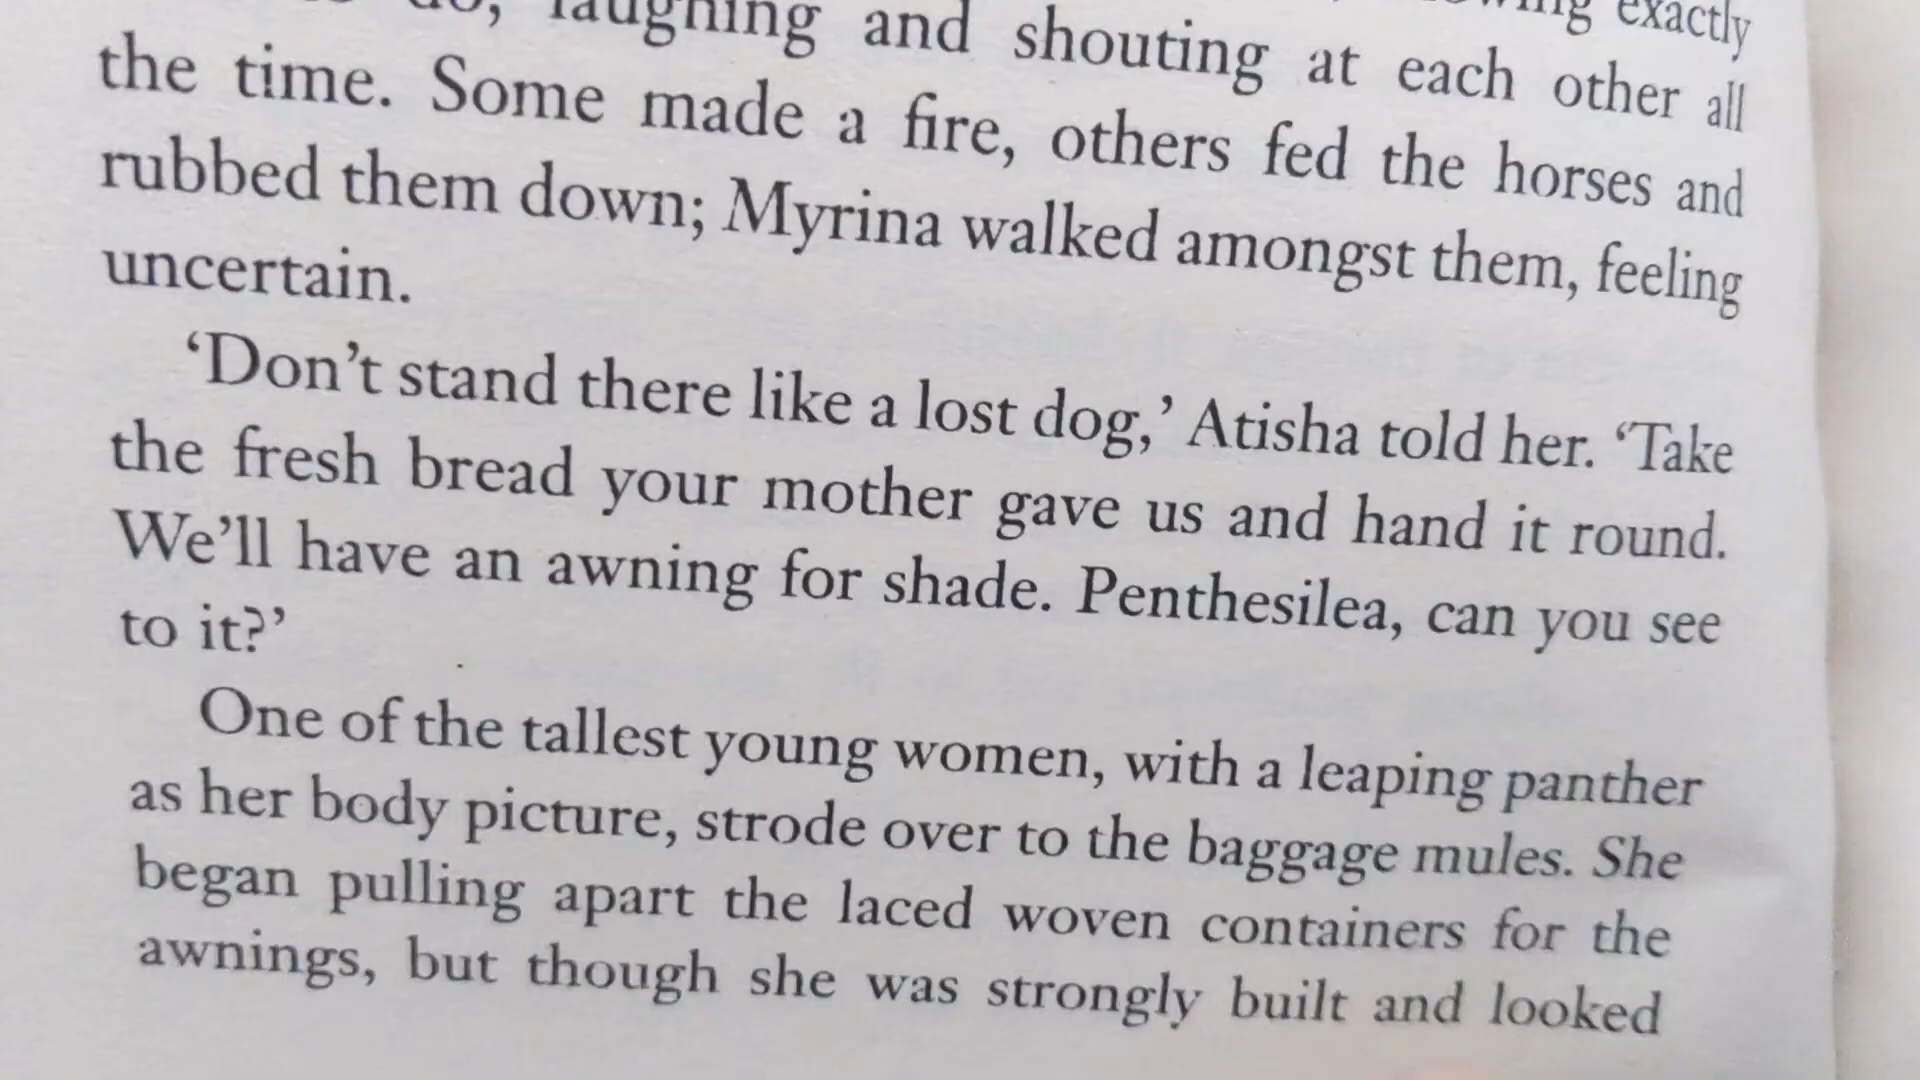 do, laughing and shouting at each other all
exactly
the time. Some made a fire, others fed the horses and
rubbed them down; Myrina walked amongst them, feeling
uncertain.
‘Don’t stand there like a lost dog,’ Atisha told her. ‘Take
the fresh bread your mother gave us and hand it round.
We’ll have an awning for shade. Penthesilea, can you see
to it?’
One of the tallest young women, with a leaping panther
as her body picture, strode over to the baggage mules. She
began pulling apart the laced woven containers for the
awnings, but though she was strongly built and looked